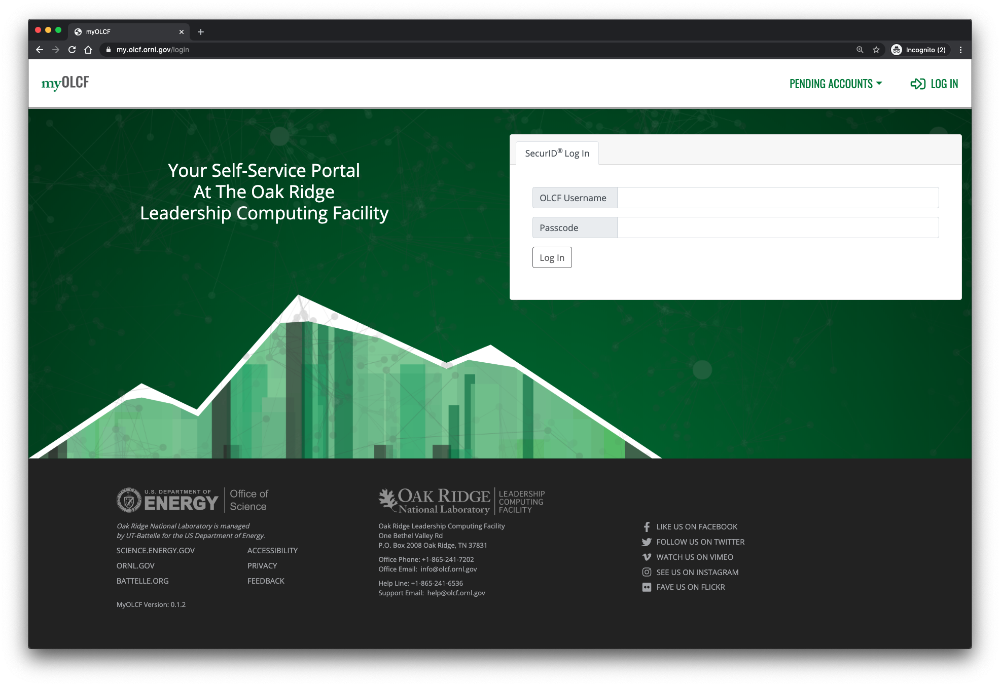 myOLCF
my.olcf.ornl.gov/login
Incognito (2)
myOLCF
PENDING ACCOUNTS
LOG IN
Your Self-Service Portal
At The Oak Ridge
Leadership Computing Facility
SecurID® Log In
OLCF Username
Passcode
Log In
U.S. DEPARTMENT OF
ENERGY
Office of
Science
Oak Ridge National Laboratory is managed
by UT-Battelle for the US Department of Energy.
SCIENCE.ENERGY.GOV
ACCESSIBILITY
ORNL.GOV
PRIVACY
BATTELLE.ORG
FEEDBACK
MyOLCF Version: 0.1.2
OAK RIDGE
National Laboratory
LEADERSHIP
COMPUTING
FACILITY
Oak Ridge Leadership Computing Facility
One Bethel Valley Rd
P.O. Box 2008 Oak Ridge, TN 37831
Office Phone: +1-865-241-7202
Office Email: info@olcf.ornl.gov
Help Line: +1-865-241-6536
Support Email: help@olcf.ornl.gov
LIKE US ON FACEBOOK
FOLLOW US ON TWITTER
WATCH US ON VIMEO
SEE US ON INSTAGRAM
FAVE US ON FLICKR